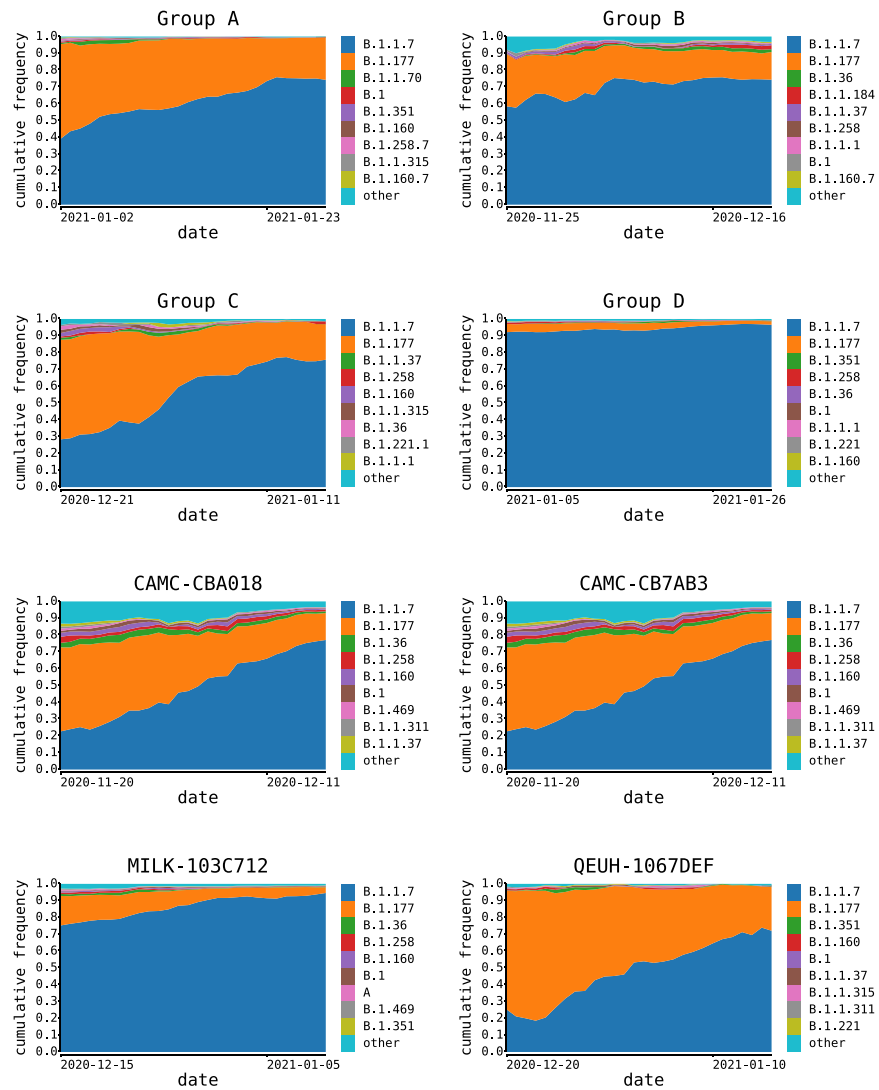 Group A
cumulative frequency
1.0
0.9
0.8
0.7
0.6
0.5
0.4
0.3
0.2
0.1
0.0
2021-01-02
2021-01-23
date
B.1.1.7
B.1.177
B.1.1.70
B.1
B.1.351
B.1.160
B.1.258.7
B.1.1.315
B.1.160.7
other
Group B
cumulative frequency
1.0
0.9
0.8
0.7
0.6
0.5
0.4
0.3
0.2
0.1
0.0
2020-11-25
2020-12-16
date
B.1.1.7
B.1.177
B.1.36
B.1.1.184
B.1.1.37
B.1.258
B.1.1.1
B.1
B.1.160.7
other
Group C
cumulative frequency
1.0
0.9
0.8
0.7
0.6
0.5
0.4
0.3
0.2
0.1
0.0
2020-12-21
2021-01-11
date
B.1.1.7
B.1.177
B.1.1.37
B.1.258
B.1.160
B.1.1.315
B.1.36
B.1.221.1
B.1.1.1
other
Group D
cumulative frequency
1.0
0.9
0.8
0.7
0.6
0.5
0.4
0.3
0.2
0.1
0.0
2021-01-05
2021-01-26
date
B.1.1.7
B.1.177
B.1.351
B.1.258
B.1.36
B.1
B.1.1.1
B.1.221
B.1.160
other
CAMC-CBA018
cumulative frequency
1.0
0.9
0.8
0.7
0.6
0.5
0.4
0.3
0.2
0.1
0.0
2020-11-20
2020-12-11
date
B.1.1.7
B.1.177
B.1.36
B.1.258
B.1.160
B.1
B.1.469
B.1.1.311
B.1.1.37
other
CAMC-CB7AB3
cumulative frequency
1.0
0.9
0.8
0.7
0.6
0.5
0.4
0.3
0.2
0.1
0.0
2020-11-20
2020-12-11
date
B.1.1.7
B.1.177
B.1.36
B.1.258
B.1.160
B.1
B.1.469
B.1.1.311
B.1.1.37
other
MILK-103C712
cumulative frequency
1.0
0.9
0.8
0.7
0.6
0.5
0.4
0.3
0.2
0.1
0.0
2020-12-15
2021-01-05
date
B.1.1.7
B.1.177
B.1.36
B.1.258
B.1.160
B.1
A
B.1.469
B.1.351
other
QEUH-1067DEF
cumulative frequency
1.0
0.9
0.8
0.7
0.6
0.5
0.4
0.3
0.2
0.1
0.0
2020-12-20
2021-01-10
date
B.1.1.7
B.1.177
B.1.351
B.1.160
B.1
B.1.1.37
B.1.1.315
B.1.1.311
B.1.221
other